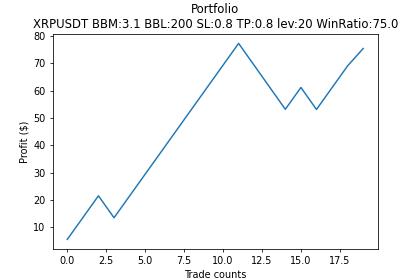 Portfolio
XRPUSDT BBM:3.1 BBL:200 SL:0.8 TP:0.8 lev:20 WinRatio:75.0
80
70
60
50
40
30
20
10
Profit ($)
0.0 2.5 5.0 7.5 10.0 12.5 15.0 17.5
Trade counts